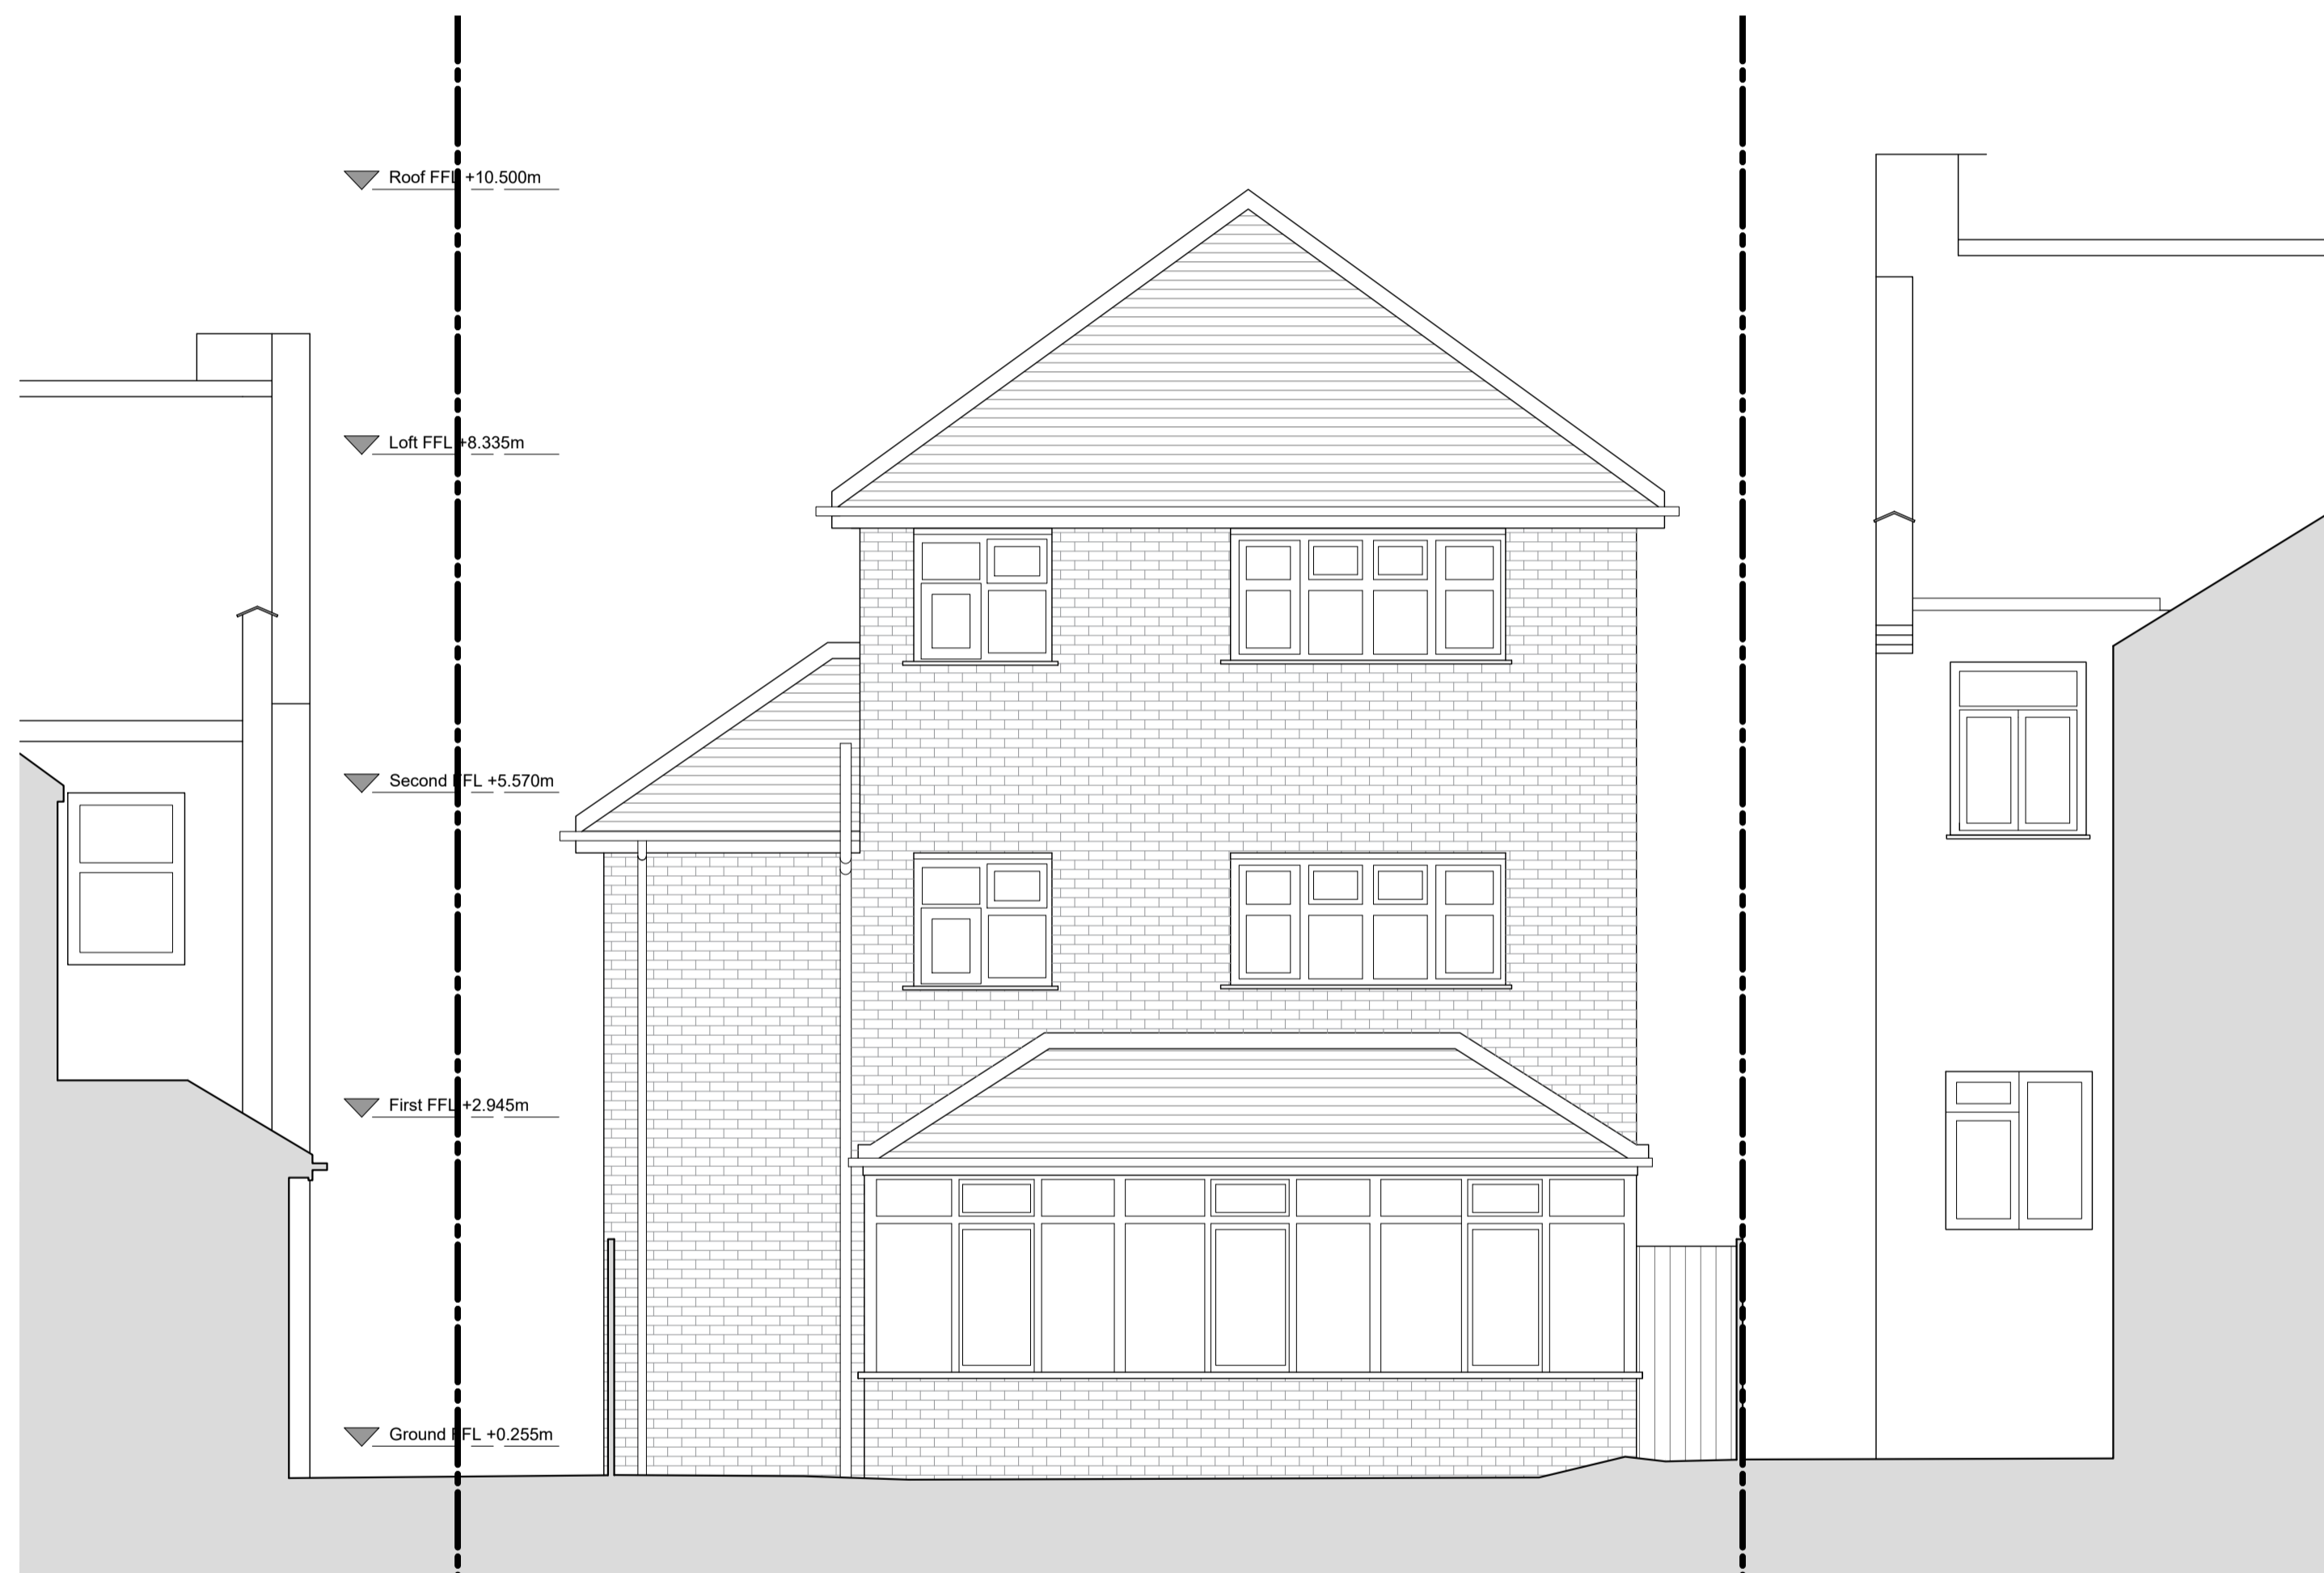 Roof FFL +10.500m
Loft FFL +8.335m
Second FFL +5.570m
First FFL +2.945m
Ground FFL +0.255m